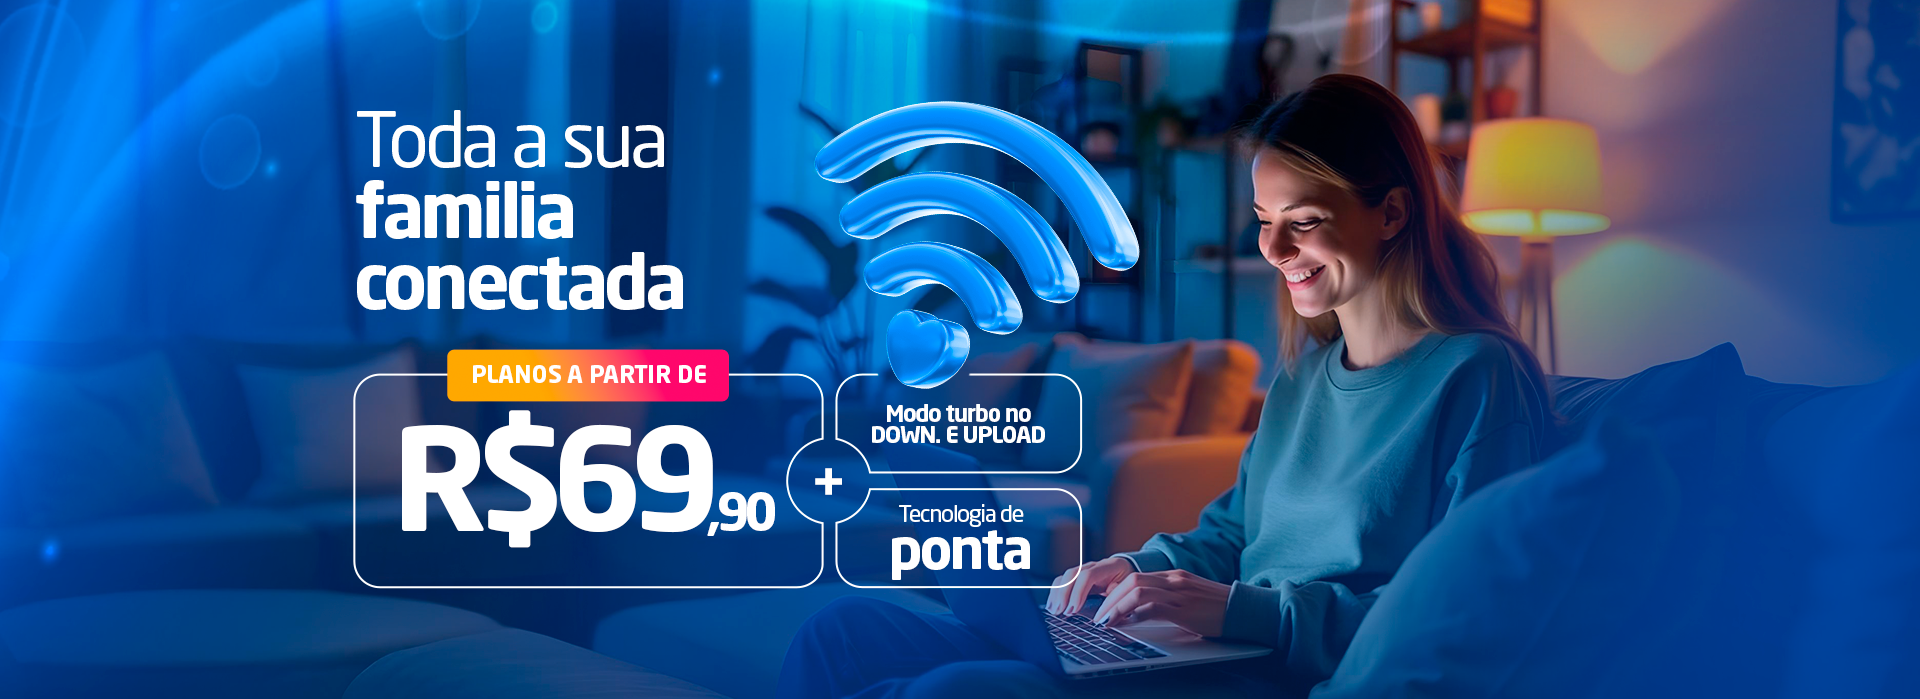 Toda a sua
familia
conectada
PLANOS A PARTIR DE
R$69,90
+
Modo turbo no
DOWN. E UPLOAD
Tecnologia de
ponta